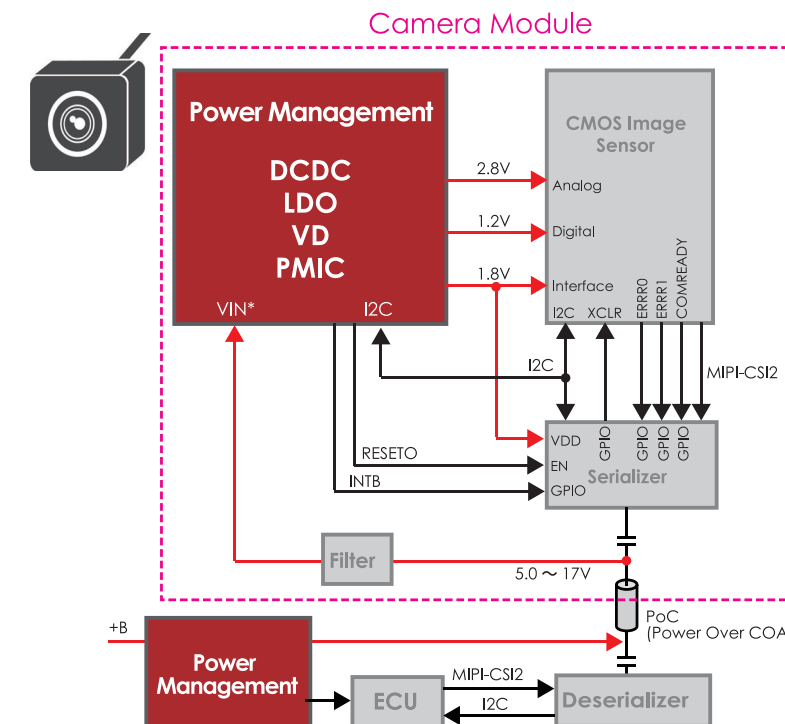 Camera Module
Power Management
DCDC
LDO
VD
PMIC
VIN*
I2C
2.8V
1.2V
1.8V
CMOS Image
Sensor
Analog
Digital
Interface
I2C
XCLR
ERRR0
ERRR1
COMREADY
I2C
MIPI-CSI2
VDD
GPIO
GPIO
GPIO
GPIO
EN
Serializer
GPIO
RESETO
INTB
Filter
5.0 ~ 17V
PoC
(Power Over COA
+B
Power
Management
MIPI-CSI2
ECU
I2C
Deserializer